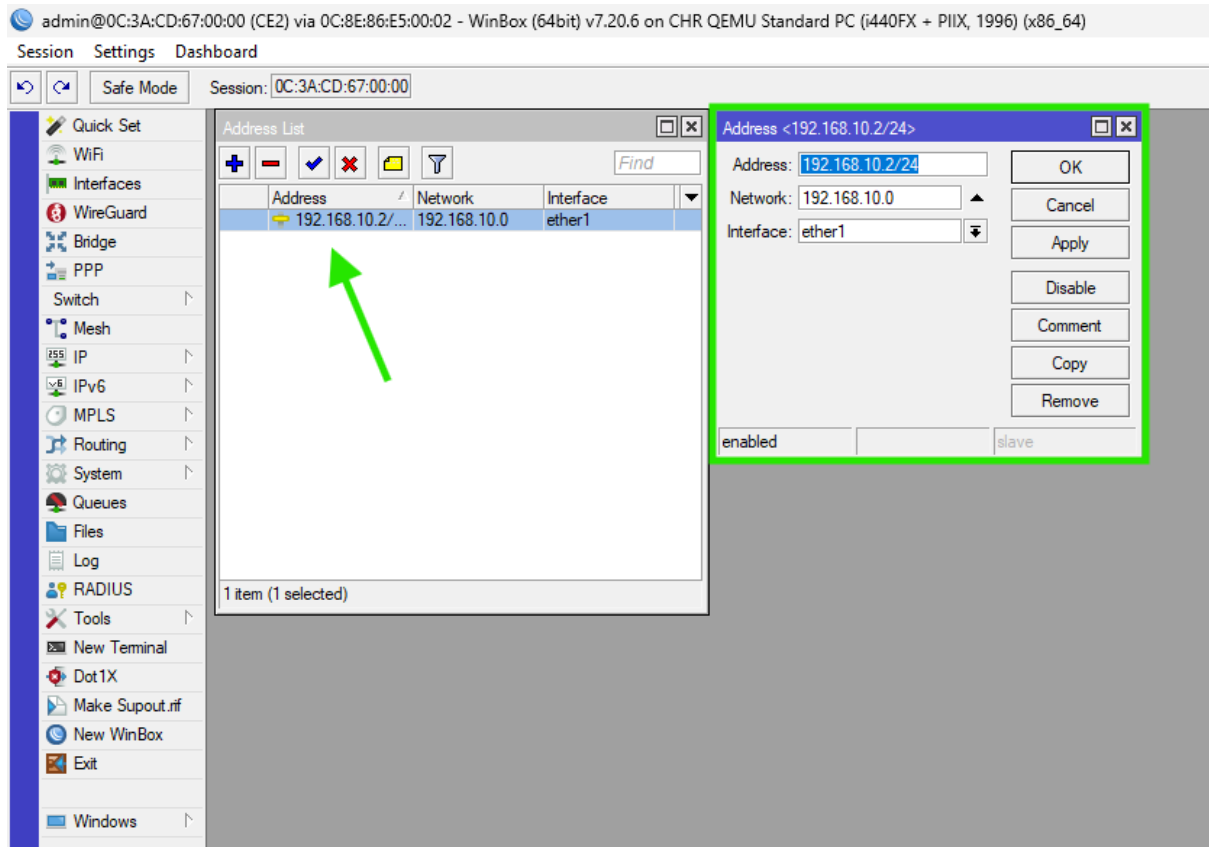 admin@0C:3A:CD:67:00:00 (CE2) via 0C:8E:86:E5:00:02 - WinBox (64bit) v7.20.6 on CHR QEMU Standard PC (i440FX + PIIX, 1996) (x86_64)
Session Settings Dashboard
Safe Mode Session: 0C:3A:CD:67:00:00
Quick Set
WiFi
Interfaces
WireGuard
Bridge
PPP
Switch
Mesh
255 IP
v6 IPv6
MPLS
Routing
System
Queues
Files
Log
RADIUS
Tools
New Terminal
Dot1X
Make Supout.rif
New WinBox
Exit
Windows
Address List
Find
Address Network Interface
192.168.10.2/... 192.168.10.0 ether1
1 item (1 selected)
Address <192.168.10.2/24>
Address: 192.168.10.2/24
Network: 192.168.10.0
Interface: ether1
OK
Cancel
Apply
Disable
Comment
Copy
Remove
enabled
slave